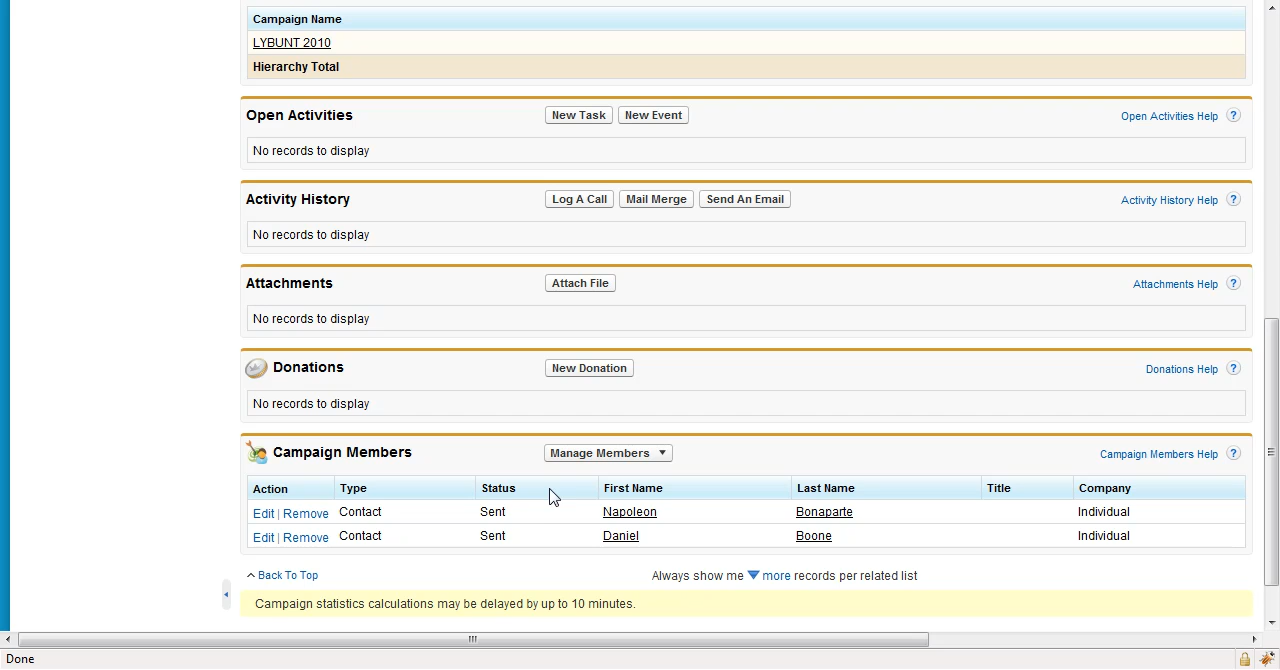 Campaign Name
LYBUNT 2010
Hierarchy Total
Open Activities New Task New Event Open Activities Help ?
No records to display
Activity History Log A Call Mail Merge Send An Email Activity History Help ?
No records to display
Attachments Attach File Attachments Help ?
No records to display
Donations New Donation Donations Help ?
No records to display
Campaign Members Manage Members Campaign Members Help ?
Action Type Status First Name Last Name Title Company
Edit | Remove Contact Sent Napoleon Bonaparte Individual
Edit | Remove Contact Sent Daniel Boone Individual
Back To Top Always show me more records per related list
Campaign statistics calculations may be delayed by up to 10 minutes.
Done